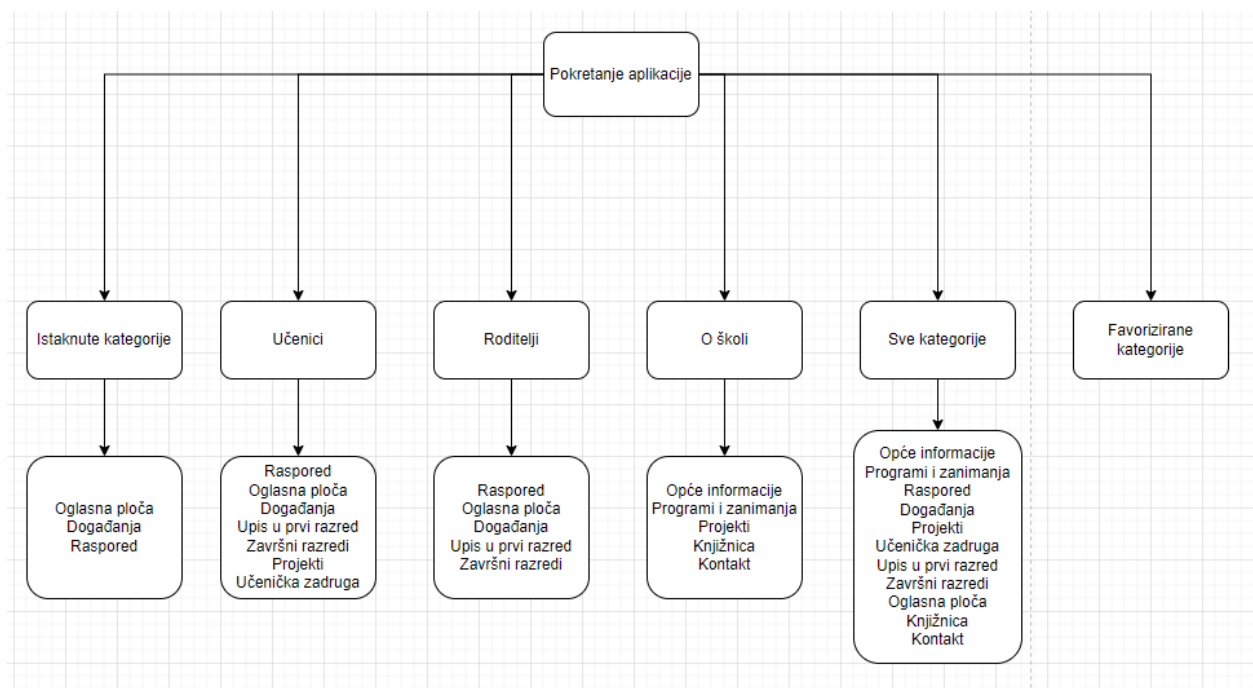 Pokretanje aplikacije
Istaknute kategorije
Učenici
Roditelji
O školi
Sve kategorije
Favorizirane
kategorije
Oglasna ploča
Događanja
Raspored
Raspored
Oglasna ploča
Događanja
Upis u prvi razred
Završni razredi
Projekti
Učenička zadruga
Raspored
Oglasna ploča
Događanja
Upis u prvi razred
Završni razredi
Opće informacije
Programi i zanimanja
Projekti
Knjižnica
Kontakt
Opće informacije
Programi i zanimanja
Raspored
Događanja
Projekti
Učenička zadruga
Upis u prvi razred
Završni razredi
Oglasna ploča
Knjižnica
Kontakt